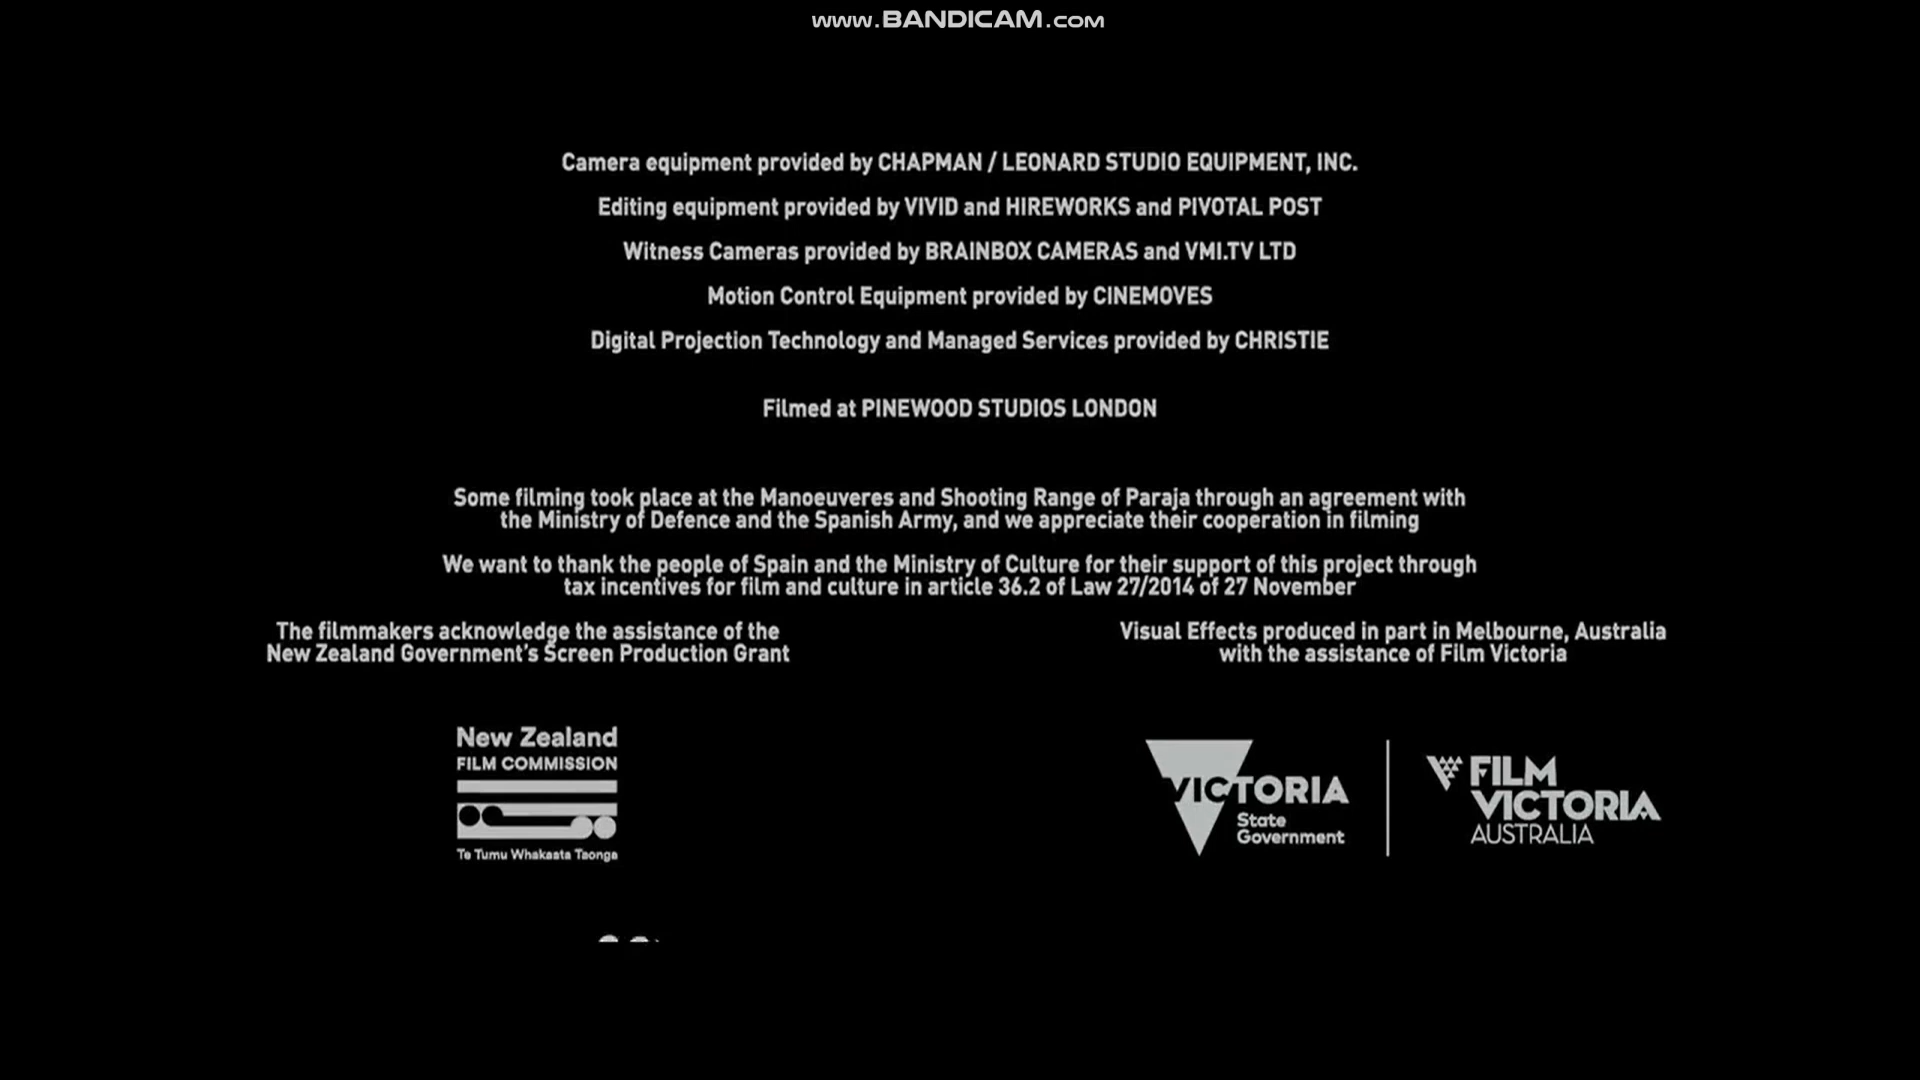 www.BANDICAM.com
Camera equipment provided by CHAPMAN / LEONARD STUDIO EQUIPMENT, INC.
Editing equipment provided by VIVID and HIREWORKS and PIVOTAL POST
Witness Cameras provided by BRAINBOX CAMERAS and VMI.TV LTD
Motion Control Equipment provided by CINEMOVES
Digital Projection Technology and Managed Services provided by CHRISTIE
Filmed at PINEWOOD STUDIOS LONDON
Some filming took place at the Manoeuveres and Shooting Range of Paraja through an agreement with
the Ministry of Defence and the Spanish Army, and we appreciate their cooperation in filming
We want to thank the people of Spain and the Ministry of Culture for their support of this project through
tax incentives for film and culture in article 36.2 of Law 27/2014 of 27 November
The filmmakers acknowledge the assistance of the
New Zealand Government's Screen Production Grant
Visual Effects produced in part in Melbourne, Australia
with the assistance of Film Victoria
New Zealand
FILM COMMISSION
Te Tumu Whakaata Taonga
VICTORIA
State
Government
FILM
VICTORIA
AUSTRALIA